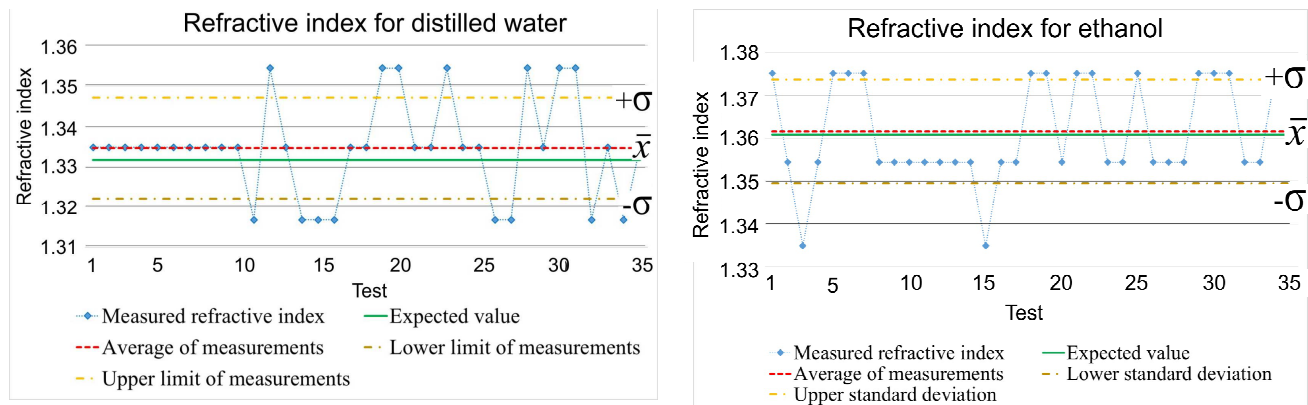 Refractive index for distilled water
Refractive index
1.36
1.35
1.34
1.33
1.32
1.31
+σ
x̄
-σ
1 5 10 15 20 25 30 35
Test
Measured refractive index Expected value
Average of measurements Lower limit of measurements
Upper limit of measurements
Refractive index for ethanol
Refractive index
1.38
1.37
1.36
1.35
1.34
1.33
+σ
x̄
-σ
1 5 10 15 20 25 30 35
Test
Measured refractive index Expected value
Average of measurements Lower standard deviation
Upper standard deviation